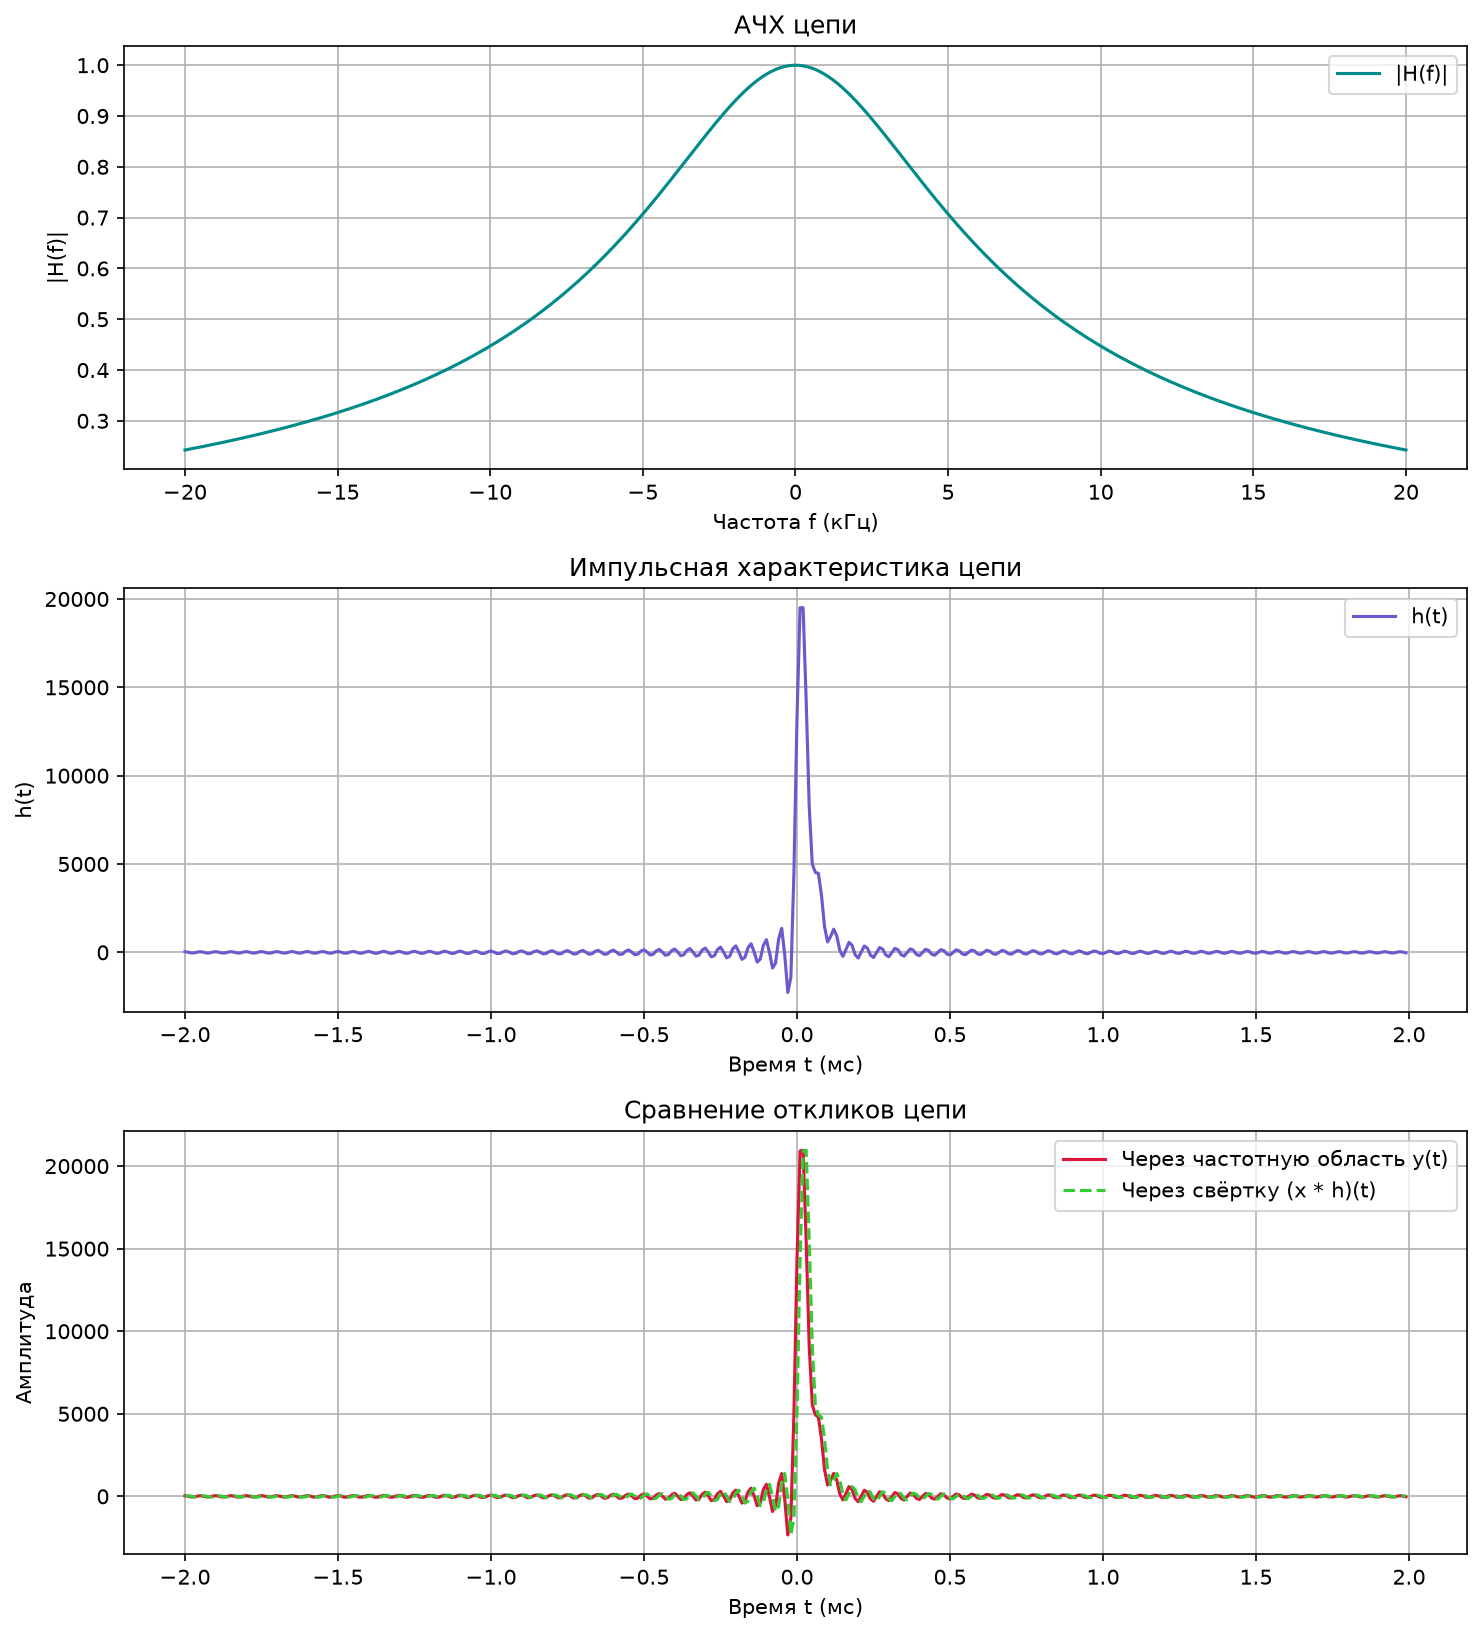 АЧХ цепи
|H(f)|
1.0
0.9
0.8
0.7
0.6
0.5
0.4
0.3
|H(f)|
−20 −15 −10 −5 0 5 10 15 20
Частота f (кГц)
Импульсная характеристика цепи
h(t)
20000
15000
10000
5000
0
h(t)
−2.0 −1.5 −1.0 −0.5 0.0 0.5 1.0 1.5 2.0
Время t (мс)
Сравнение откликов цепи
Через частотную область y(t)
Через свёртку (x * h)(t)
20000
15000
10000
5000
0
Амплитуда
−2.0 −1.5 −1.0 −0.5 0.0 0.5 1.0 1.5 2.0
Время t (мс)